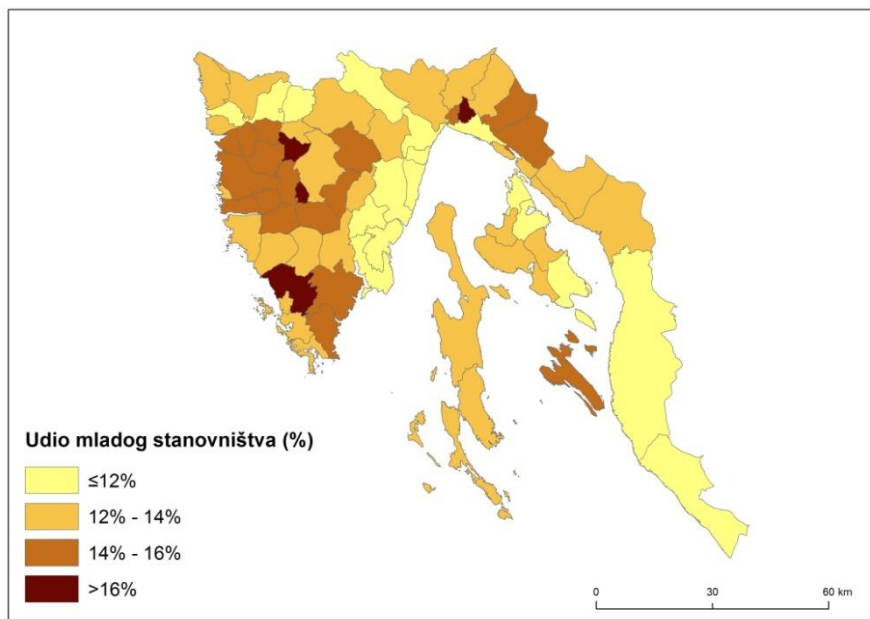 Udio mladog stanovništva (%)
≤12%
12% - 14%
14% - 16%
>16%
0 30 60 km